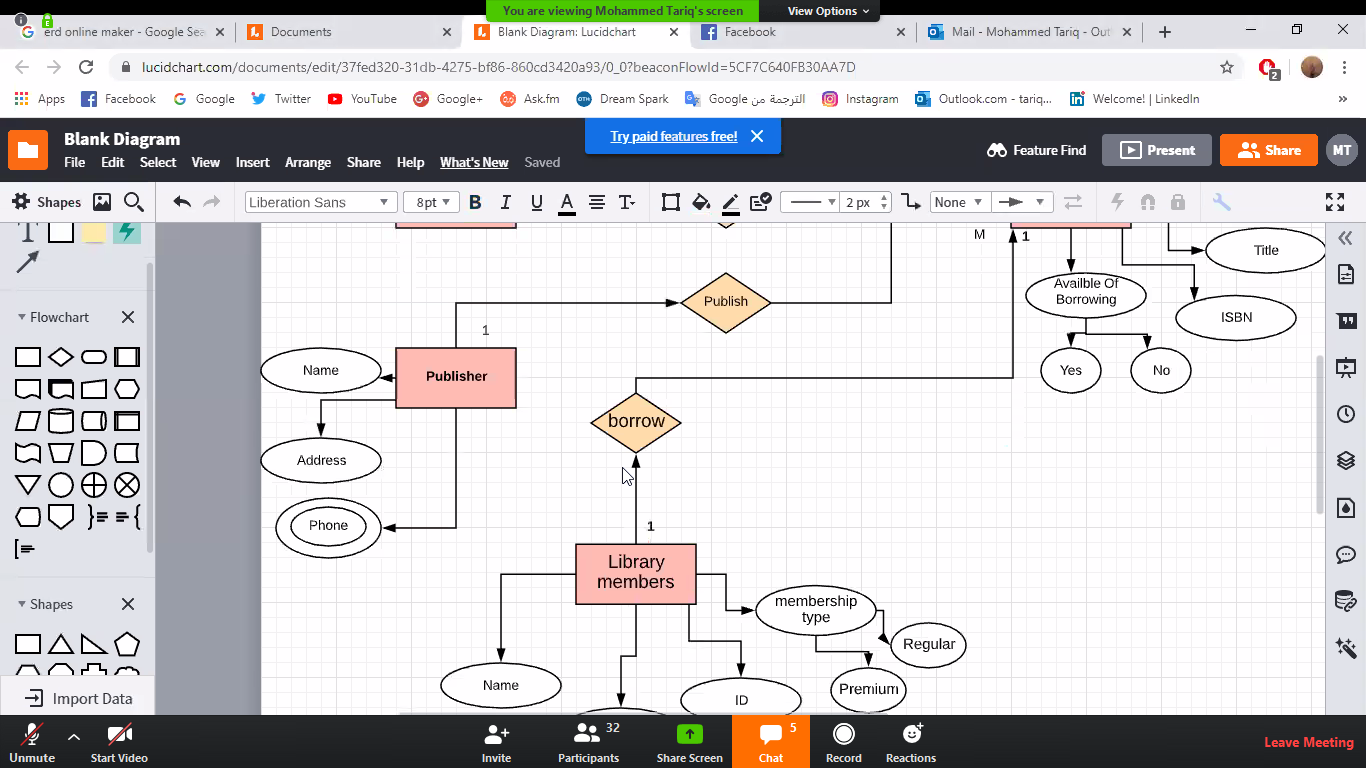 You are viewing Mohammed Tariq's screen
View Options
erd online maker - Google Sea
Documents
Blank Diagram: Lucidchart
Facebook
Mail - Mohammed Tariq - Outl
lucidchart.com/documents/edit/37fed320-31db-4275-bf86-860cd3420a93/0_0?beaconFlowId=5CF7C640FB30AA7D
2
Apps
Facebook
Google
Twitter
YouTube
Google+
Ask.fm
Dream Spark
الترجمة من Google
Instagram
Outlook.com - tariq...
Welcome! | LinkedIn
»
Blank Diagram
Try paid features free!
File Edit Select View Insert Arrange Share Help What's New Saved
Feature Find
Present
Share
MT
Shapes
Liberation Sans
8pt
B I U A T
2 px
None
T
M
1
Title
Availble Of
Borrowing
ISBN
Yes
No
Publish
1
Flowchart
Name
Publisher
Address
Phone
borrow
1
Library
members
membership
type
Regular
Premium
Name
ID
Shapes
Import Data
Unmute
Start Video
Invite
32
Participants
Share Screen
5
Chat
Record
Reactions
Leave Meeting